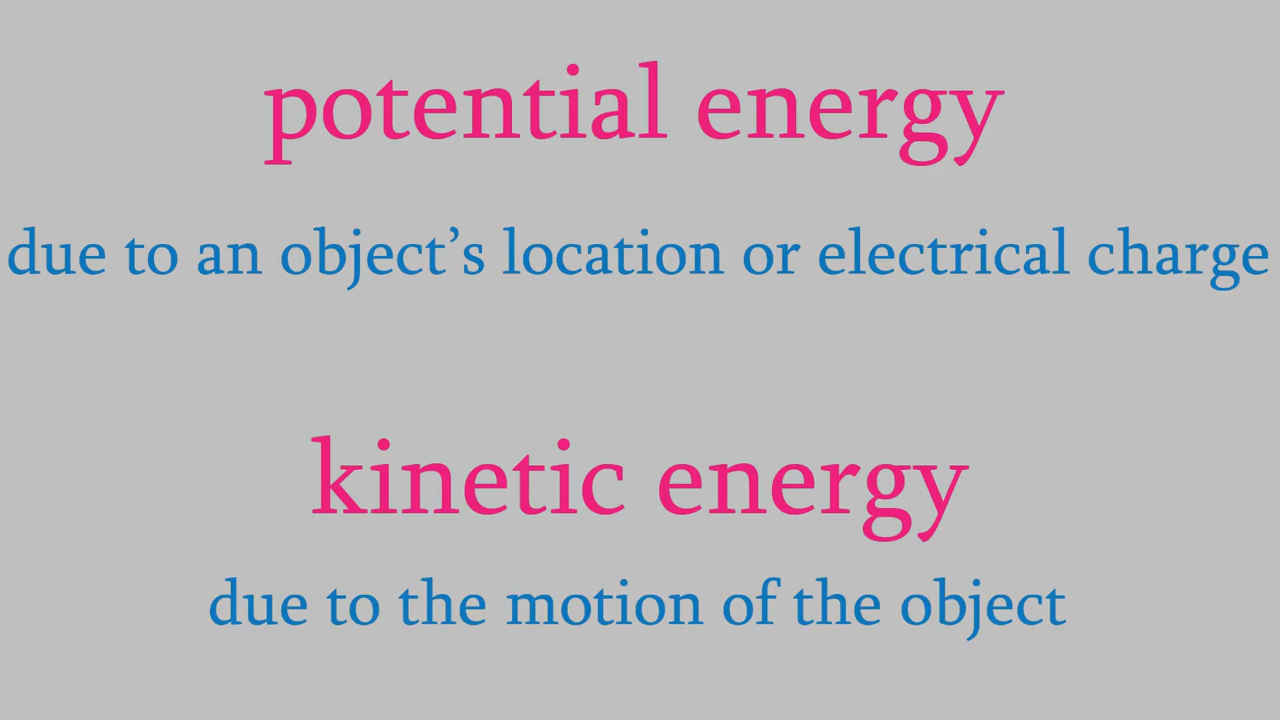 potential energy
due to an object’s location or electrical charge
kinetic energy
due to the motion of the object